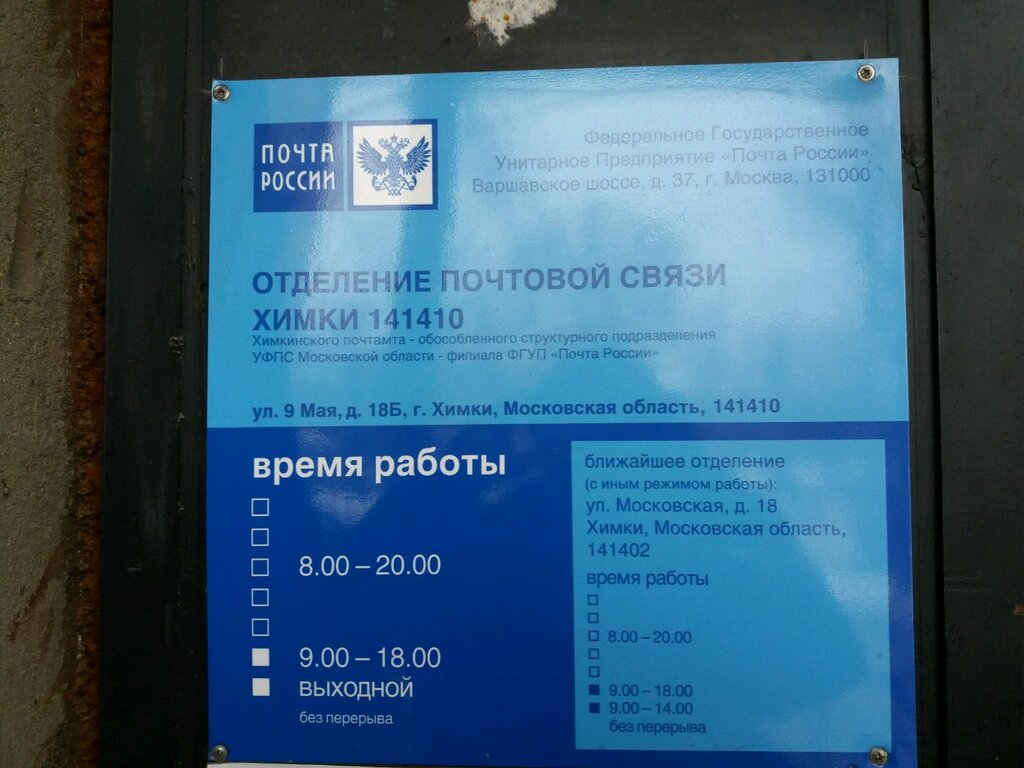 ПОЧТА
РОССИИ
Федеральное Государственное
Унитарное Предприятие «Почта России»
Варшавское шоссе, д. 37, г. Москва, 131000
ОТДЕЛЕНИЕ ПОЧТОВОЙ СВЯЗИ
ХИМКИ 141410
Химкинского почтамта - обособленного структурного подразделения
УФПС Московской области - филиала ФГУП «Почта России»
ул. 9 Мая, д. 18Б, г. Химки, Московская область, 141410
время работы
8.00 – 20.00
9.00 – 18.00
ВЫХОДНОЙ
без перерыва
ближайшее отделение
(с иным режимом работы):
ул. Московская, д. 18
Химки, Московская область,
141402
время работы
8.00 – 20.00
9.00 – 18.00
9.00 – 14.00
без перерыва